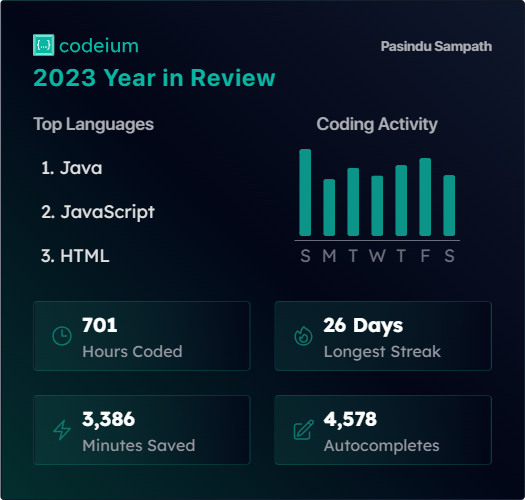 {...} codeium
Pasindu Sampath
2023 Year in Review
Top Languages
1. Java
2. JavaScript
3. HTML
Coding Activity
S M T W T F S
701
Hours Coded
26 Days
Longest Streak
3,386
Minutes Saved
4,578
Autocompletes